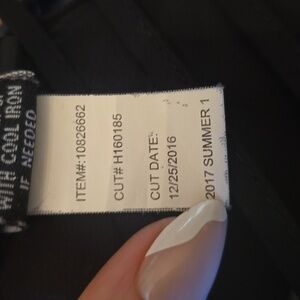 WITH COOL IRON
IF NEEDED
ITEM#:10826662
CUT# H160185
CUT DATE:
12/25/2016
2017 SUMMER 1